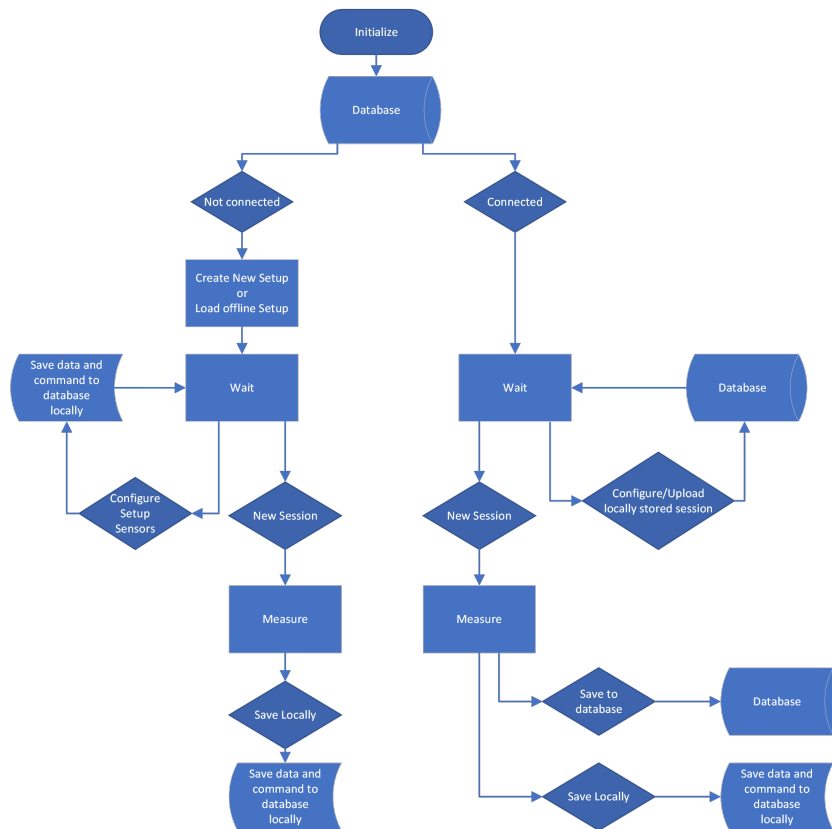 Initialize
Database
Not connected
Connected
Create New Setup
or
Load offline Setup
Save data and
command to
database
locally
Wait
Wait
Database
Configure
Setup
Sensors
New Session
New Session
Configure/Upload
locally stored session
Measure
Measure
Save to
database
Database
Save Locally
Save data and
command to
database
locally
Save Locally
Save data and
command to
database
locally